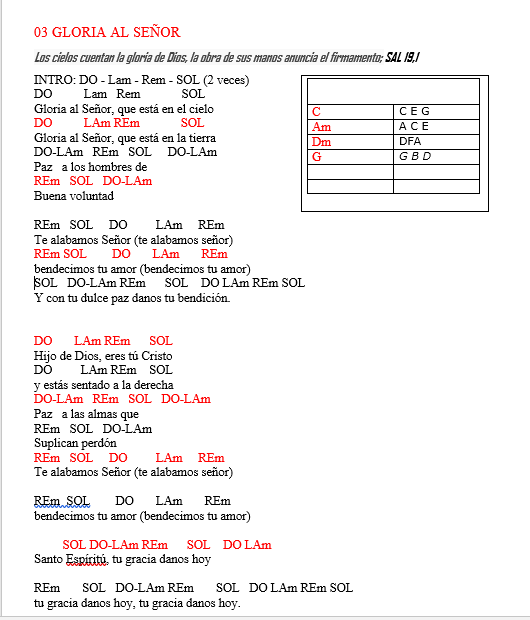 03 GLORIA AL SEÑOR
Los cielos cuentan la gloria de Dios, la obra de sus manos anuncia el firmamento; SAL 19,1
INTRO: DO - Lam - Rem - SOL (2 veces)
DO Lam Rem SOL
Gloria al Señor, que está en el cielo
DO LAm REm SOL
Gloria al Señor, que está en la tierra
DO-LAm REm SOL DO-LAm
Paz a los hombres de
REm SOL DO-LAm
Buena voluntad
C C E G
Am A C E
Dm DFA
G G B D
REm SOL DO LAm REm
Te alabamos Señor (te alabamos señor)
REm SOL DO LAm REm
bendecimos tu amor (bendecimos tu amor)
SOL DO-LAm REm SOL DO LAm REm SOL
Y con tu dulce paz danos tu bendición.
DO LAm REm SOL
Hijo de Dios, eres tú Cristo
DO LAm REm SOL
y estás sentado a la derecha
DO-LAm REm SOL DO-LAm
Paz a las almas que
REm SOL DO-LAm
Suplican perdón
REm SOL DO LAm REm
Te alabamos Señor (te alabamos señor)
REm SOL DO LAm REm
bendecimos tu amor (bendecimos tu amor)
SOL DO-LAm REm SOL DO LAm
Santo Espíritú, tu gracia danos hoy
REm SOL DO-LAm REm SOL DO LAm REm SOL
tu gracia danos hoy, tu gracia danos hoy.